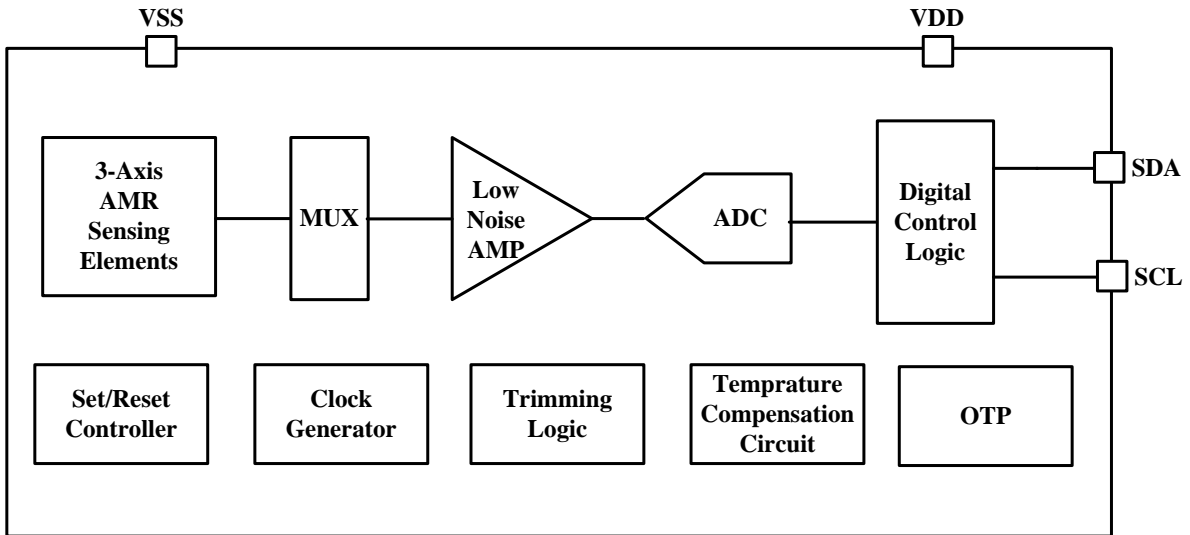 VSS
VDD
3-Axis
AMR
Sensing
Elements
MUX
Low
Noise
AMP
ADC
Digital
Control
Logic
SDA
SCL
Set/Reset
Controller
Clock
Generator
Trimming
Logic
Temprature
Compensation
Circuit
OTP